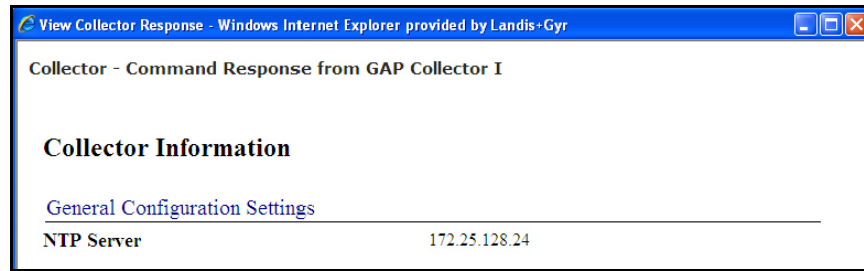 View Collector Response - Windows Internet Explorer provided by Landis+Gyr
Collector - Command Response from GAP Collector I
Collector Information
General Configuration Settings
NTP Server 172.25.128.24